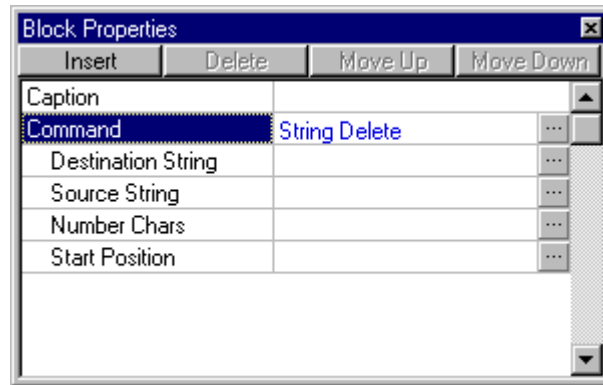 Block Properties
Insert Delete Move Up Move Down
Caption
Command String Delete ...
Destination String ...
Source String ...
Number Chars ...
Start Position ...